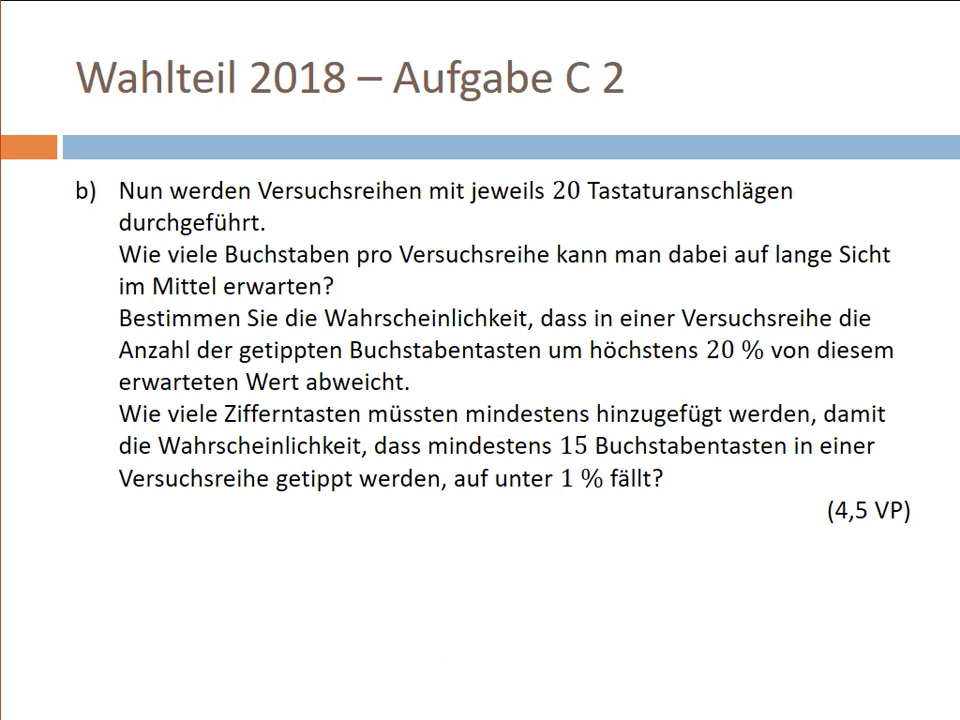 Wahlteil 2018 – Aufgabe C 2
b) Nun werden Versuchsreihen mit jeweils 20 Tastaturanschlägen
durchgeführt.
Wie viele Buchstaben pro Versuchsreihe kann man dabei auf lange Sicht
im Mittel erwarten?
Bestimmen Sie die Wahrscheinlichkeit, dass in einer Versuchsreihe die
Anzahl der getippten Buchstabentasten um höchstens 20 % von diesem
erwarteten Wert abweicht.
Wie viele Zifferntasten müssten mindestens hinzugefügt werden, damit
die Wahrscheinlichkeit, dass mindestens 15 Buchstabentasten in einer
Versuchsreihe getippt werden, auf unter 1 % fällt?
(4,5 VP)